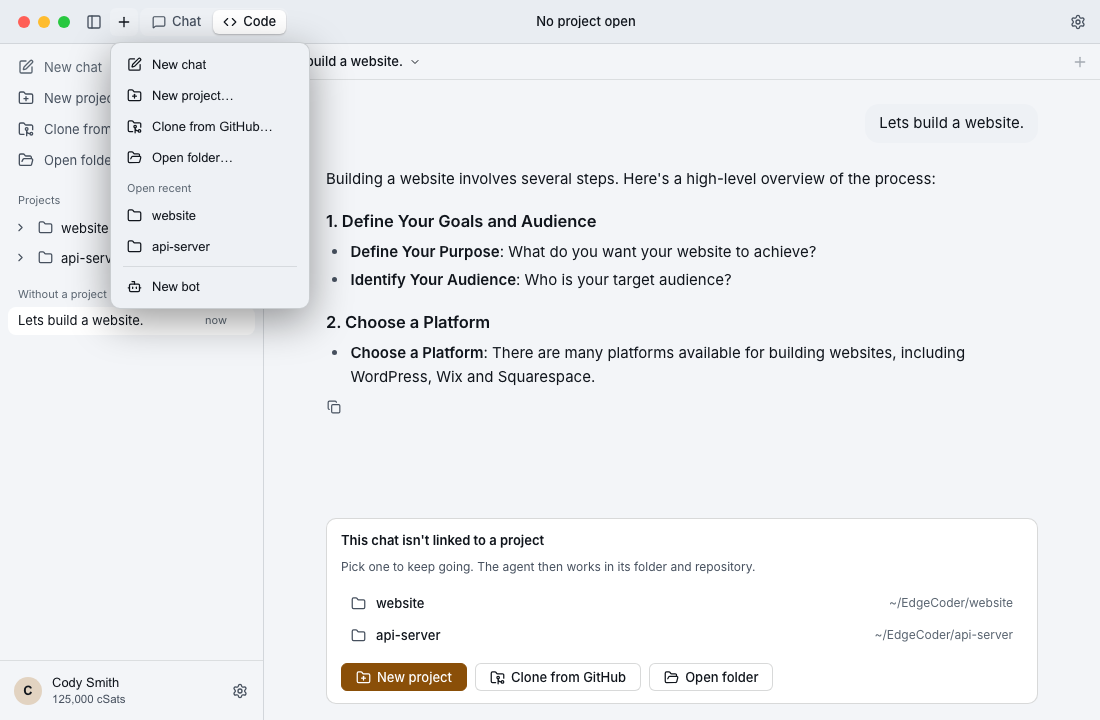 Chat
Code
No project open
New chat
New projec
Clone from
Open folde
Projects
website
api-serv
Without a project
Lets build a website.
now
New chat
New project…
Clone from GitHub…
Open folder…
Open recent
website
api-server
New bot
build a website.
Lets build a website.
Building a website involves several steps. Here's a high-level overview of the process:
1. Define Your Goals and Audience
• Define Your Purpose: What do you want your website to achieve?
• Identify Your Audience: Who is your target audience?
2. Choose a Platform
• Choose a Platform: There are many platforms available for building websites, including
WordPress, Wix and Squarespace.
This chat isn't linked to a project
Pick one to keep going. The agent then works in its folder and repository.
website ~/EdgeCoder/website
api-server ~/EdgeCoder/api-server
New project
Clone from GitHub
Open folder
C
Cody Smith
125,000 cSats